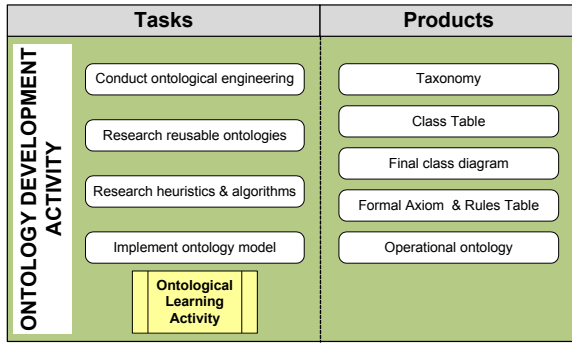 Tasks
Products
ONTOLOGY DEVELOPMENT
ACTIVITY
Conduct ontological engineering
Research reusable ontologies
Research heuristics & algorithms
Implement ontology model
Ontological
Learning
Activity
Taxonomy
Class Table
Final class diagram
Formal Axiom & Rules Table
Operational ontology